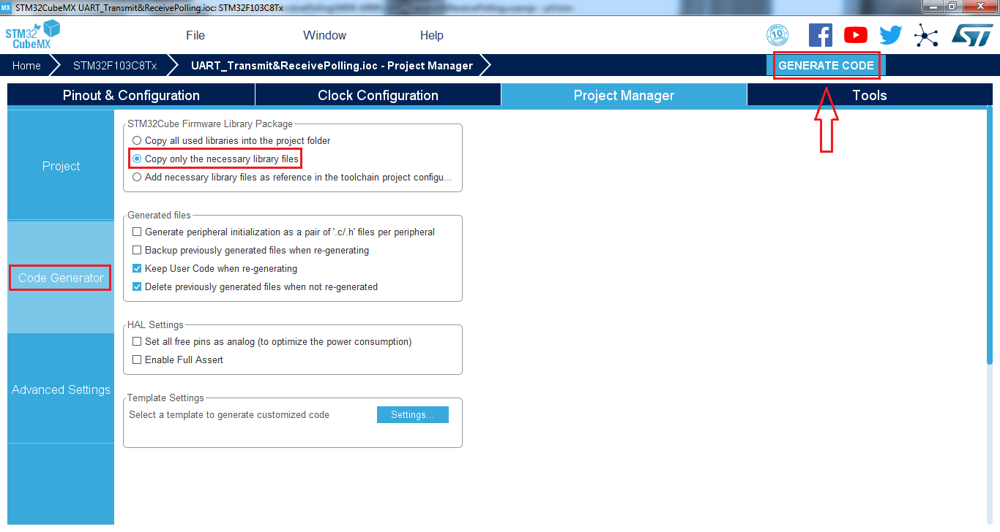 MX STM32CubeMX UART_Transmit&ReceivePolling.ioc: STM32F103C8Tx
STM32
CubeMX
File
Window
Help
10
Home
STM32F103C8Tx
UART_Transmit&ReceivePolling.ioc - Project Manager
GENERATE CODE
Pinout & Configuration
Clock Configuration
Project Manager
Tools
Project
Code Generator
Advanced Settings
STM32Cube Firmware Library Package
Copy all used libraries into the project folder
Copy only the necessary library files
Add necessary library files as reference in the toolchain project configu...
Generated files
Generate peripheral initialization as a pair of '.c/.h' files per peripheral
Backup previously generated files when re-generating
Keep User Code when re-generating
Delete previously generated files when not re-generated
HAL Settings
Set all free pins as analog (to optimize the power consumption)
Enable Full Assert
Template Settings
Select a template to generate customized code
Settings...